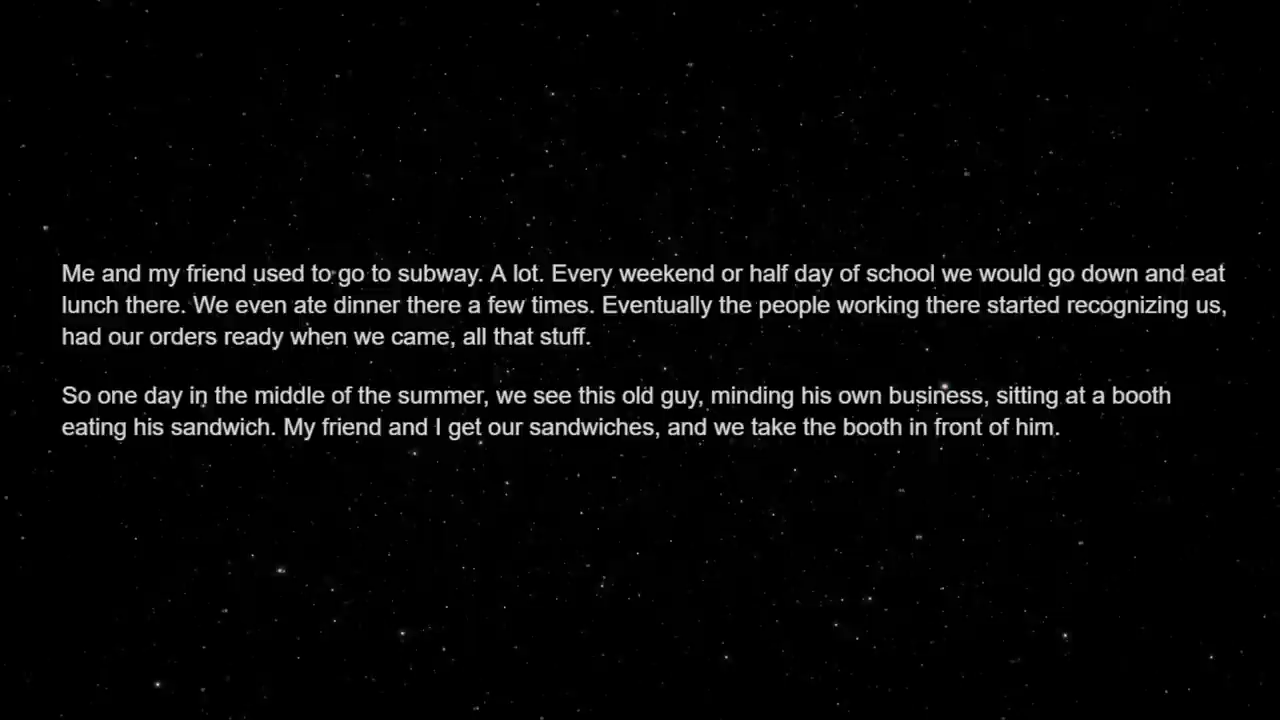 Me and my friend used to go to subway. A lot. Every weekend or half day of school we would go down and eat
lunch there. We even ate dinner there a few times. Eventually the people working there started recognizing us,
had our orders ready when we came, all that stuff.
So one day in the middle of the summer, we see this old guy, minding his own business, sitting at a booth
eating his sandwich. My friend and I get our sandwiches, and we take the booth in front of him.